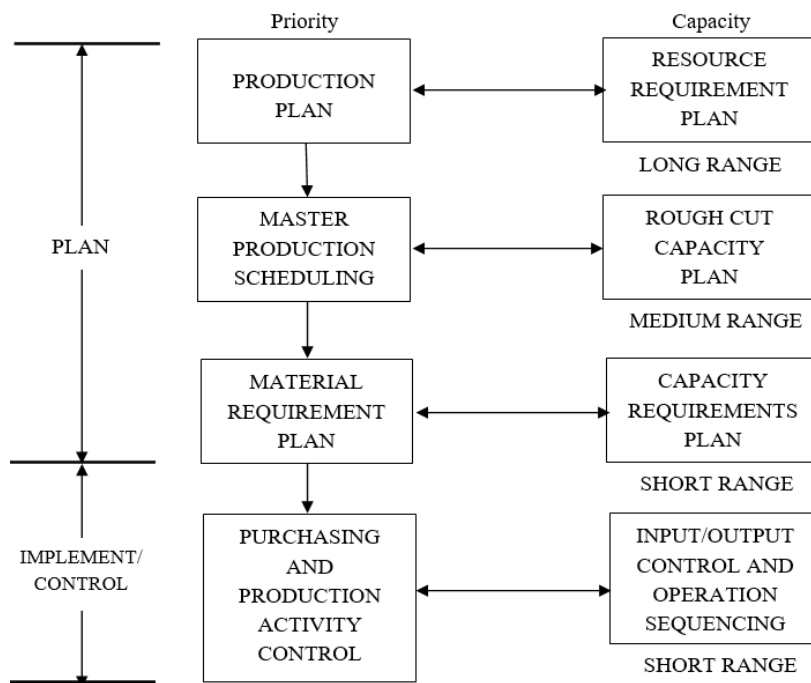 Priority
Capacity
PRODUCTION
PLAN
RESOURCE
REQUIREMENT
PLAN
LONG RANGE
PLAN
MASTER
PRODUCTION
SCHEDULING
ROUGH CUT
CAPACITY
PLAN
MEDIUM RANGE
MATERIAL
REQUIREMENT
PLAN
CAPACITY
REQUIREMENTS
PLAN
SHORT RANGE
IMPLEMENT/
CONTROL
PURCHASING
AND
PRODUCTION
ACTIVITY
CONTROL
INPUT/OUTPUT
CONTROL AND
OPERATION
SEQUENCING
SHORT RANGE